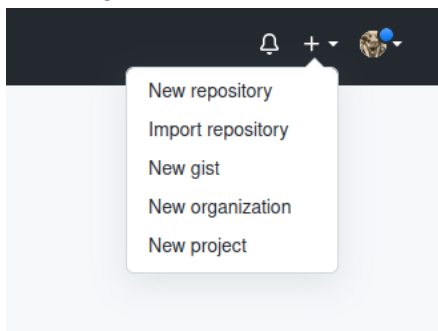 New repository
Import repository
New gist
New organization
New project